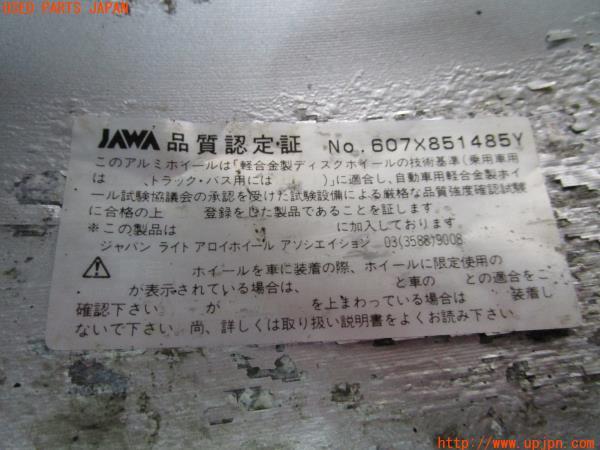 USED PARTS JAPAN
JAWA 品質認定証 No. 607X851485Y
このアルミホイールは「軽合金製ディスクホイールの技術基準(乗用車用
は 、トラック・バス用には )」に適合し、自動車用軽合金製ホイ
ール試験協議会の承認を受けた試験設備による厳格な品質強度確認試験
に合格の上 登録をした製品であることを証します。
※この製品は に加入しております。
ジャパン ライト アロイホイール アソシエイション 03(3588)9008
ホイールを車に装着の際、ホイールに限定使用の
が表示されている場合は、 と車の との適合をご
確認下さい。 が を上まわっている場合は 装着し
ないで下さい。尚、詳しくは取り扱い説明書をよくお読み下さい。
http://www.upjpn.com/